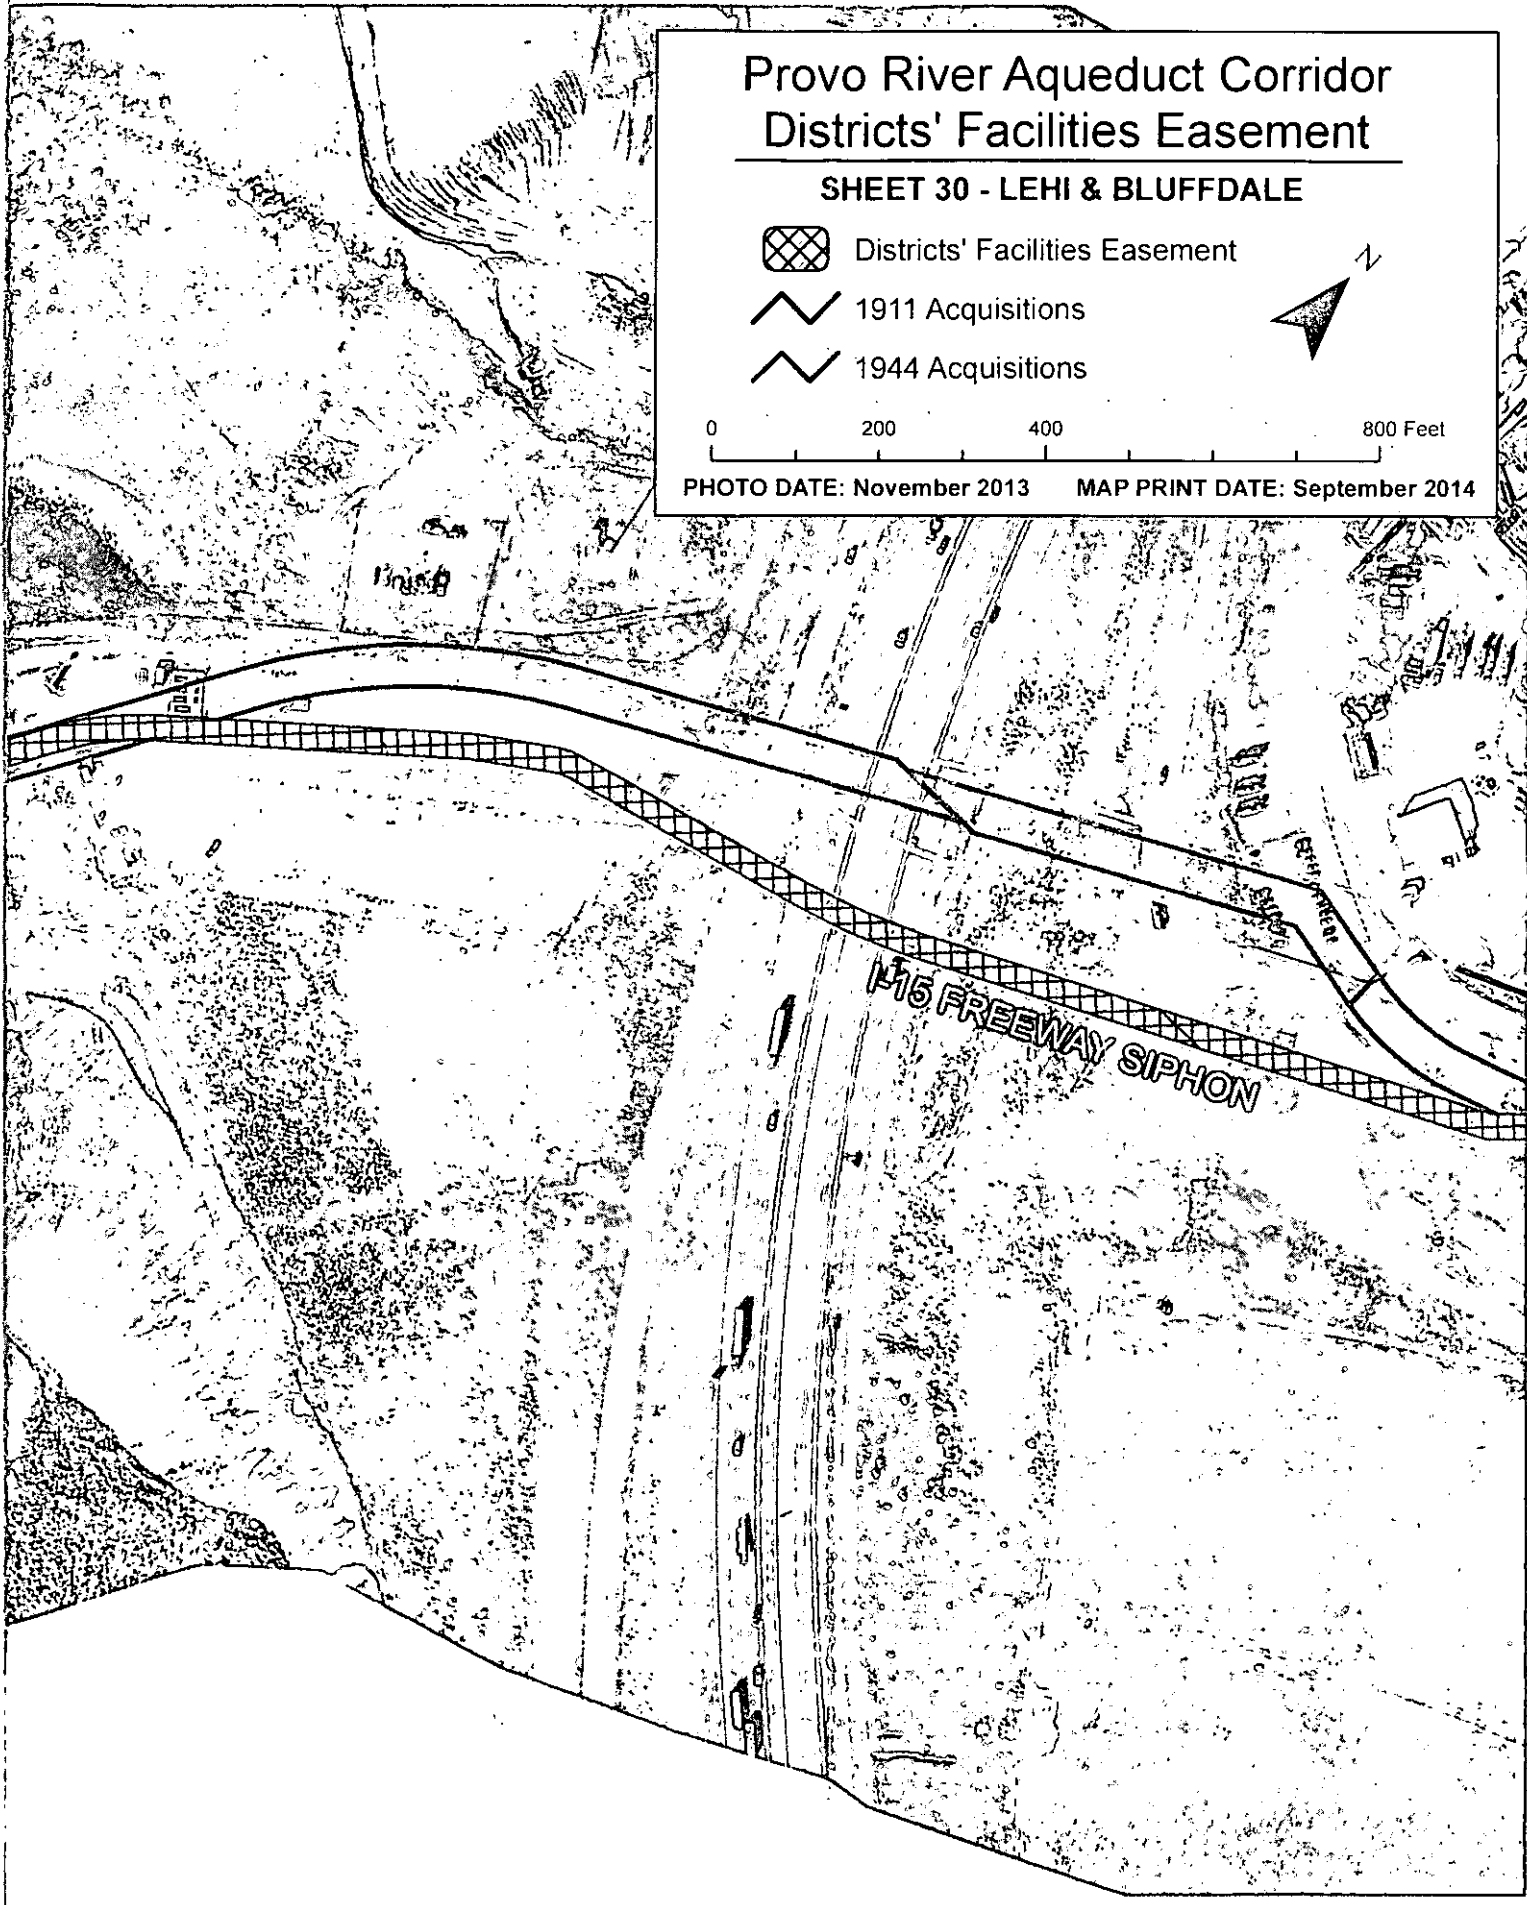 Provo River Aqueduct Corridor
Districts' Facilities Easement
SHEET 30 - LEHI & BLUFFDALE
Districts' Facilities Easement
N
1911 Acquisitions
1944 Acquisitions
0 200 400 800 Feet
PHOTO DATE: November 2013 MAP PRINT DATE: September 2014
I-15 FREEWAY SIPHON